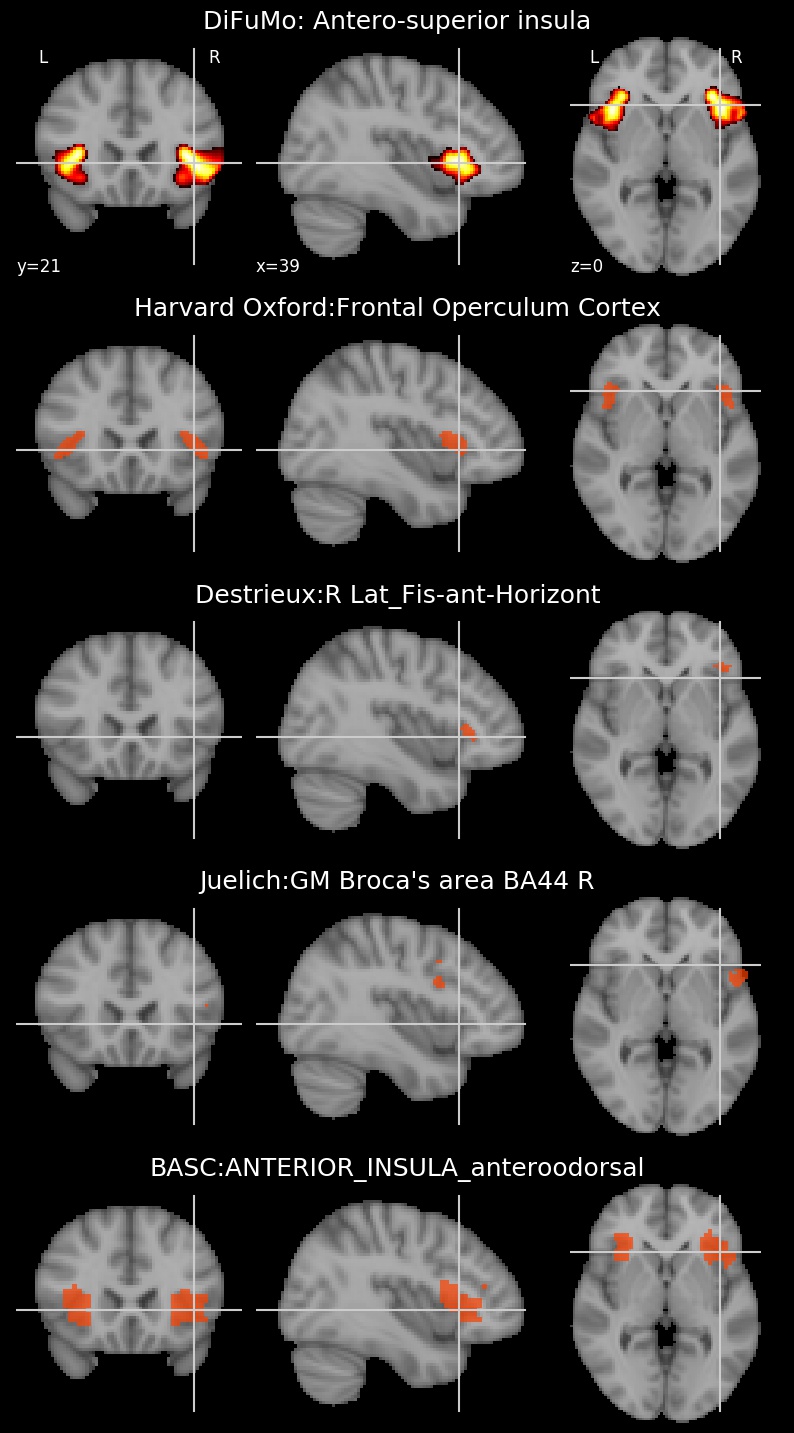 DiFuMo: Antero-superior insula
L R L R
y=21 x=39 z=0
Harvard Oxford:Frontal Operculum Cortex
Destrieux:R Lat_Fis-ant-Horizont
Juelich:GM Broca's area BA44 R
BASC:ANTERIOR_INSULA_anteroodorsal